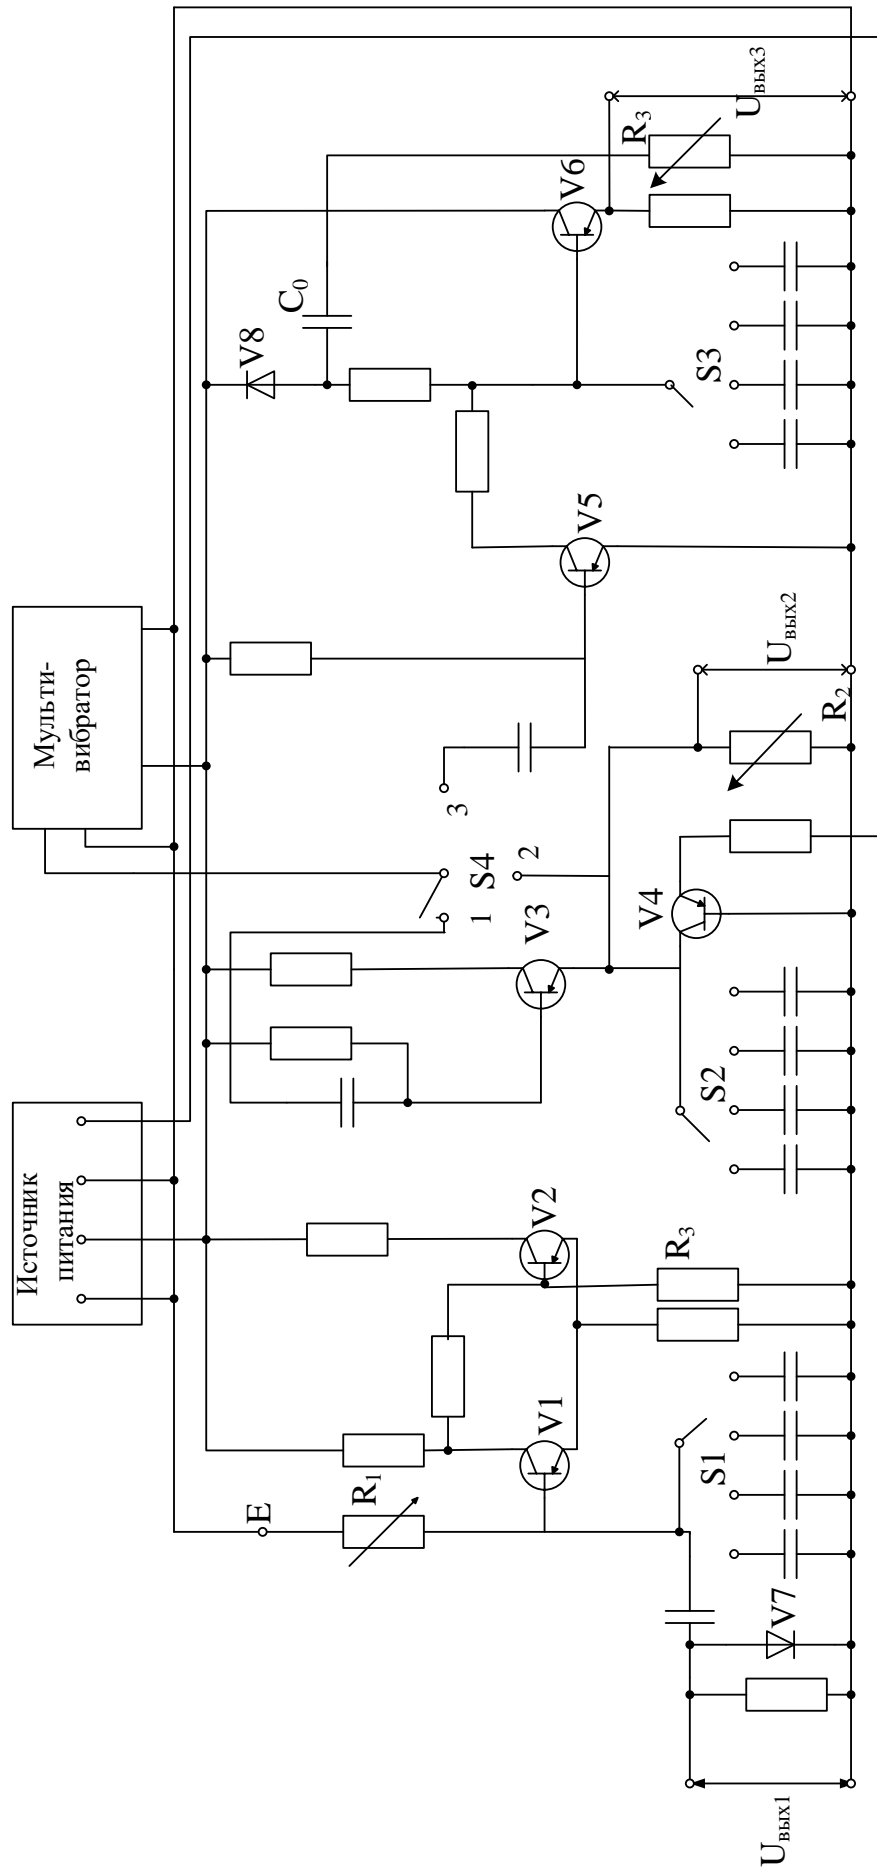 Источник
питания
Мульти-
вибратор
E
R1
V1
V2
R3
S1
V7
Uвых1
V3
1
S4
2
3
S2
V4
R2
Uвых2
V5
V8
C0
V6
S3
R3
Uвых3